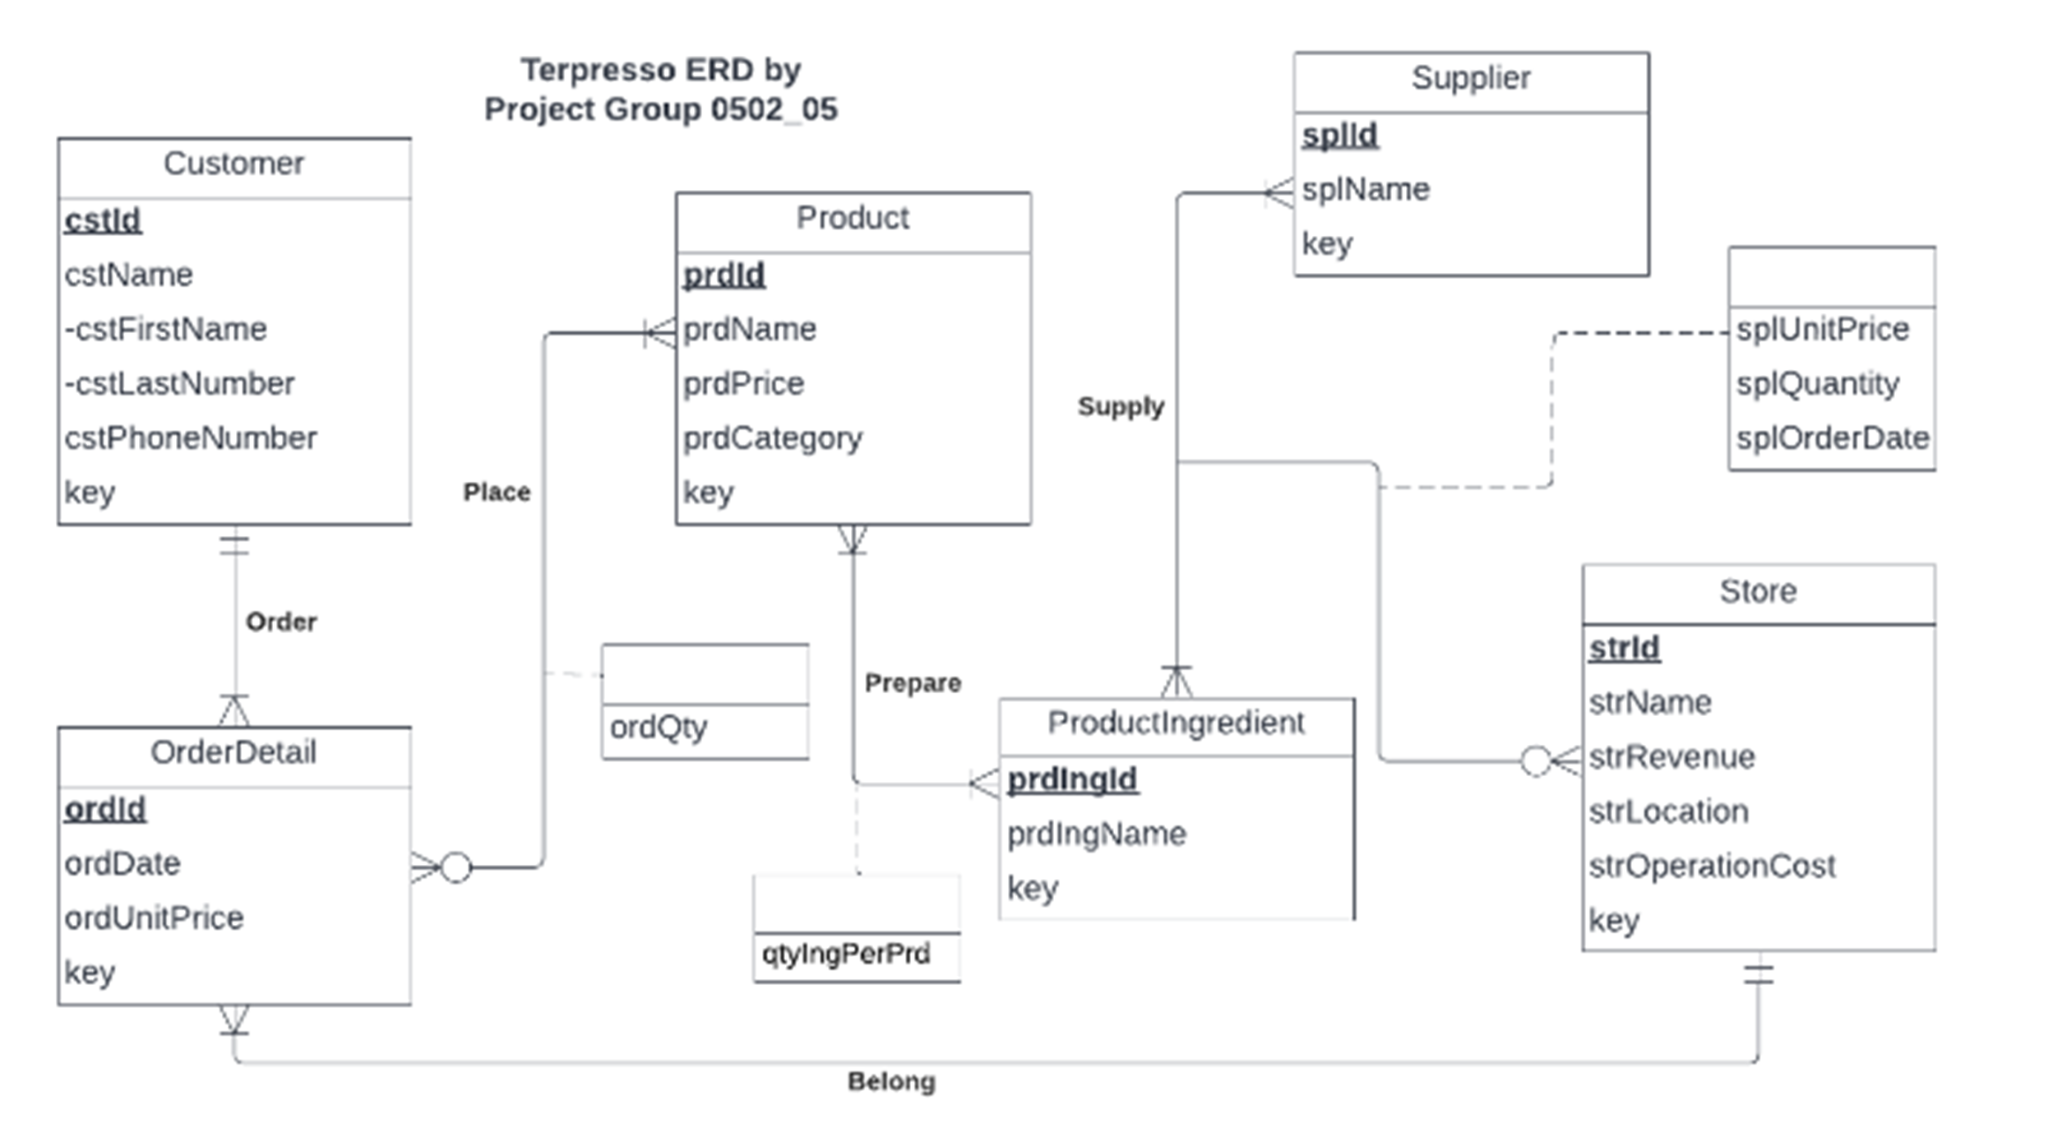 Terpresso ERD by
Project Group 0502_05
Customer
cstId
cstName
-cstFirstName
-cstLastNumber
cstPhoneNumber
key
Order
OrderDetail
ordId
ordDate
ordUnitPrice
key
Place
Product
prdId
prdName
prdPrice
prdCategory
key
ordQty
Prepare
qtyIngPerPrd
ProductIngredient
prdIngId
prdIngName
key
Supply
Supplier
splId
splName
key
splUnitPrice
splQuantity
splOrderDate
Store
strId
strName
strRevenue
strLocation
strOperationCost
key
Belong